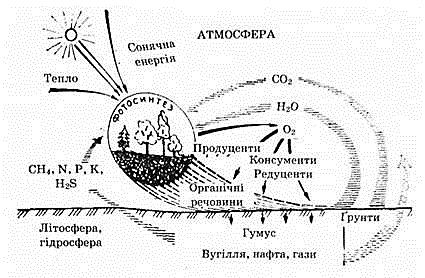 АТМОСФЕРА
Сонячна
енергія
Тепло
CO2
H2O
ФОТОСИНТЕЗ
O2
Продуценти
Консументи
Редуценти
CH4, N, P, K,
H2S
Органічні
речовини
Літосфера,
гідросфера
Гумус
Ґрунти
Вугілля, нафта, гази